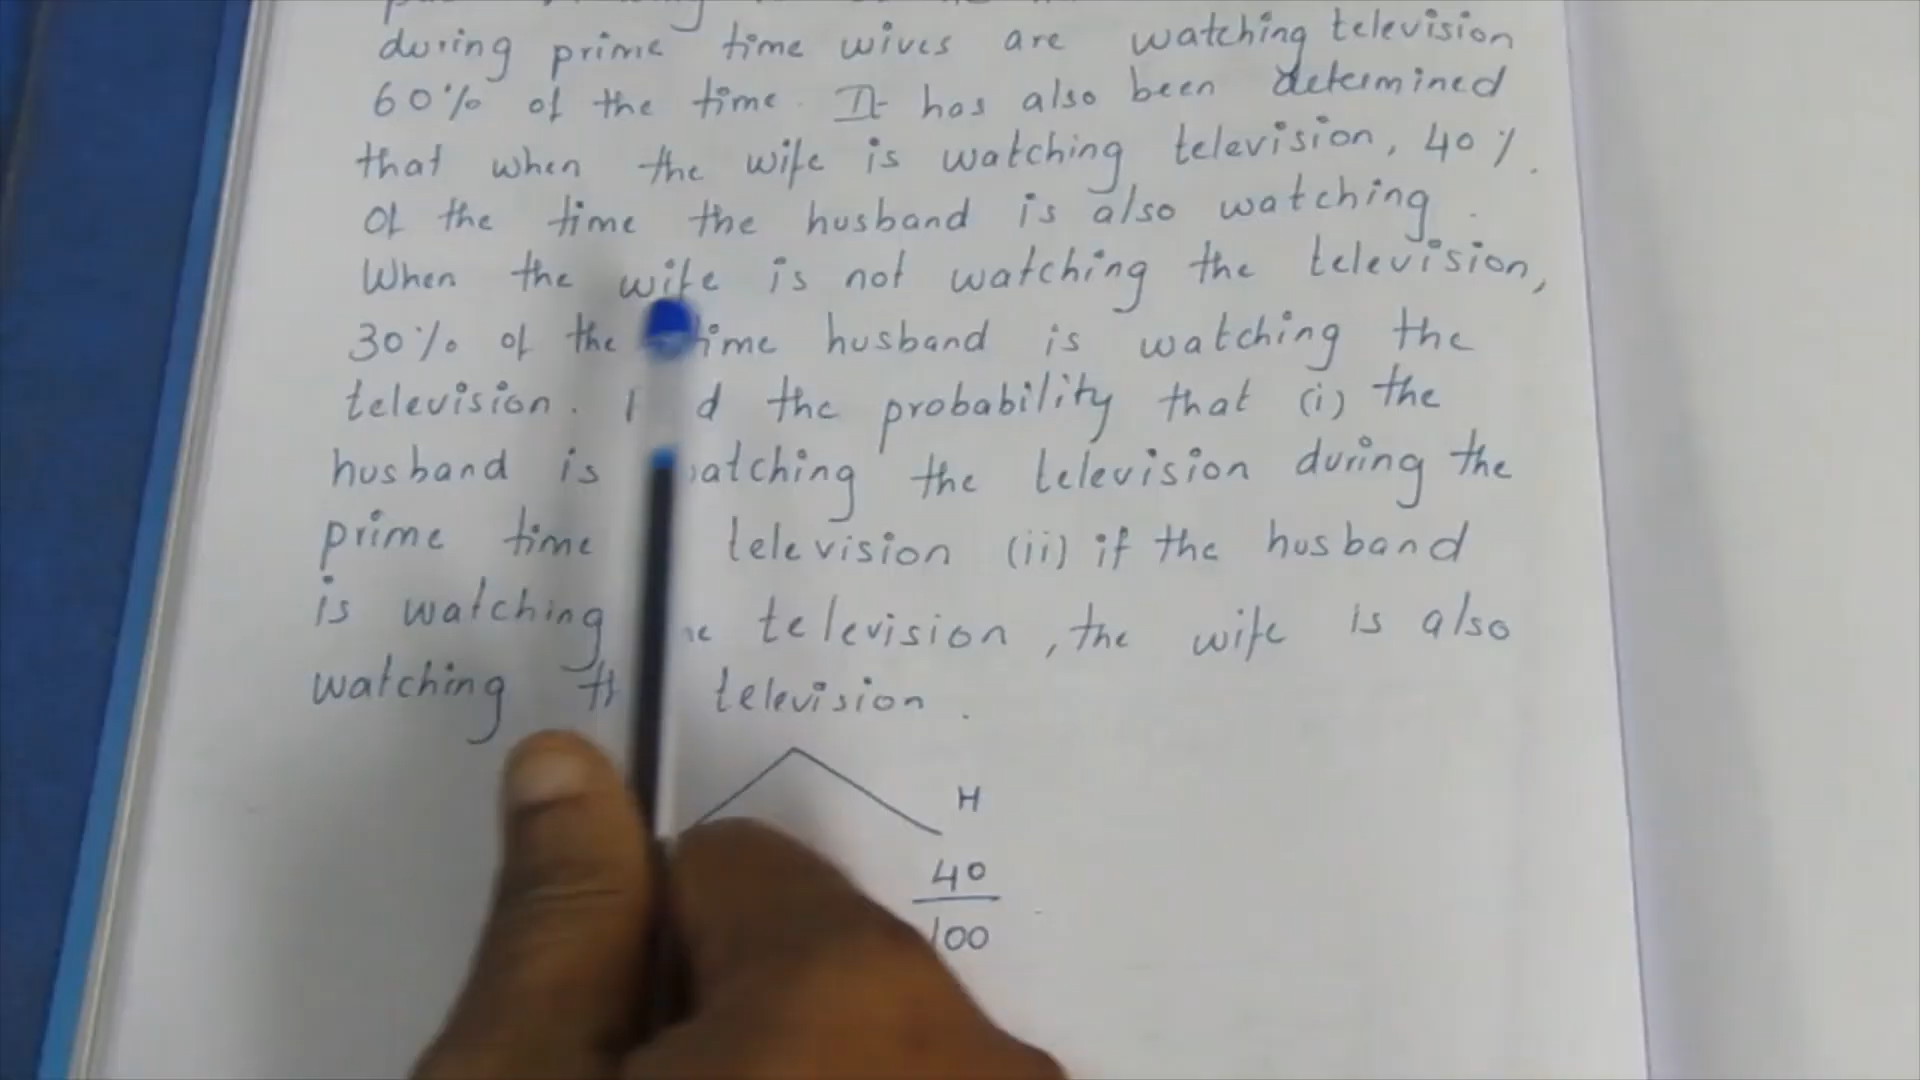 during prime time wives are watching television
60% of the time. It has also been determined
that when the wife is watching television, 40%
of the time the husband is also watching.
When the wife is not watching the television,
30% of the time husband is watching the
television. the probability that (i) the
husband is watching the television during the
prime time television (ii) if the husband
is watching television, the wife is also
watching television.
H
40
100